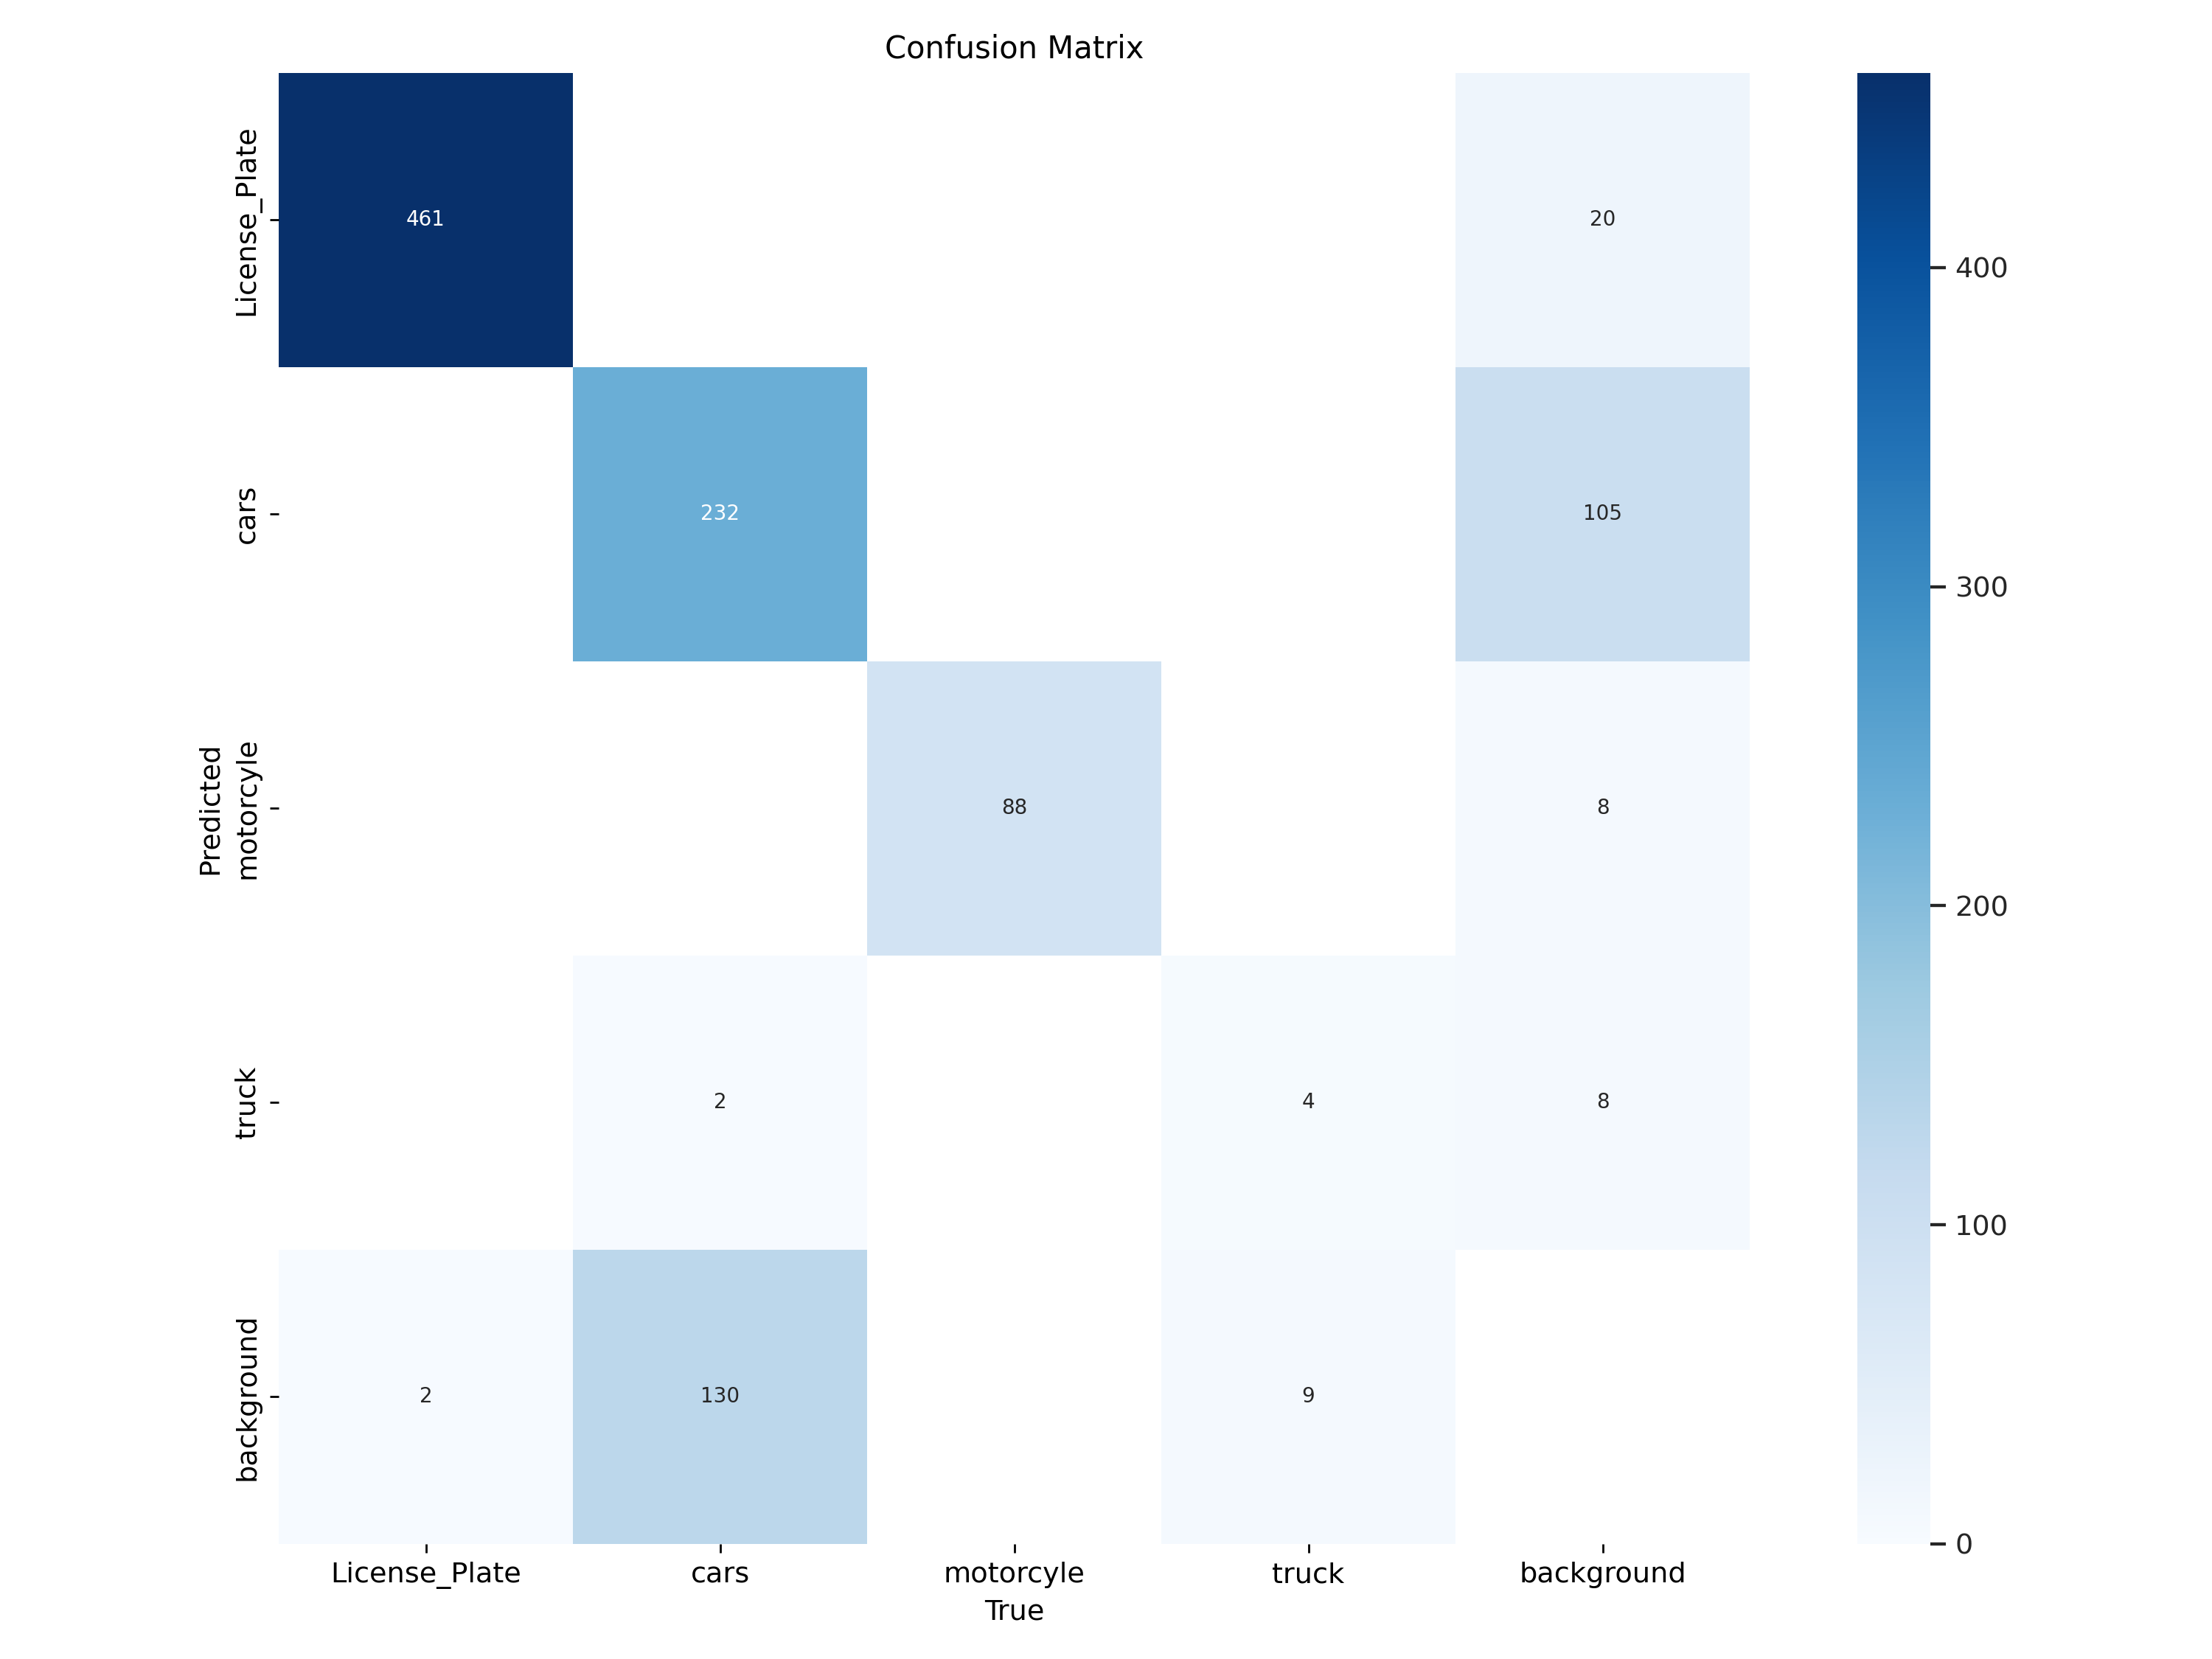 Confusion Matrix
License_Plate
461
20
400
cars
232
105
300
Predicted
motorcyle
88
8
200
truck
2
4
8
100
background
2
130
9
0
License_Plate
cars
motorcyle
truck
background
True